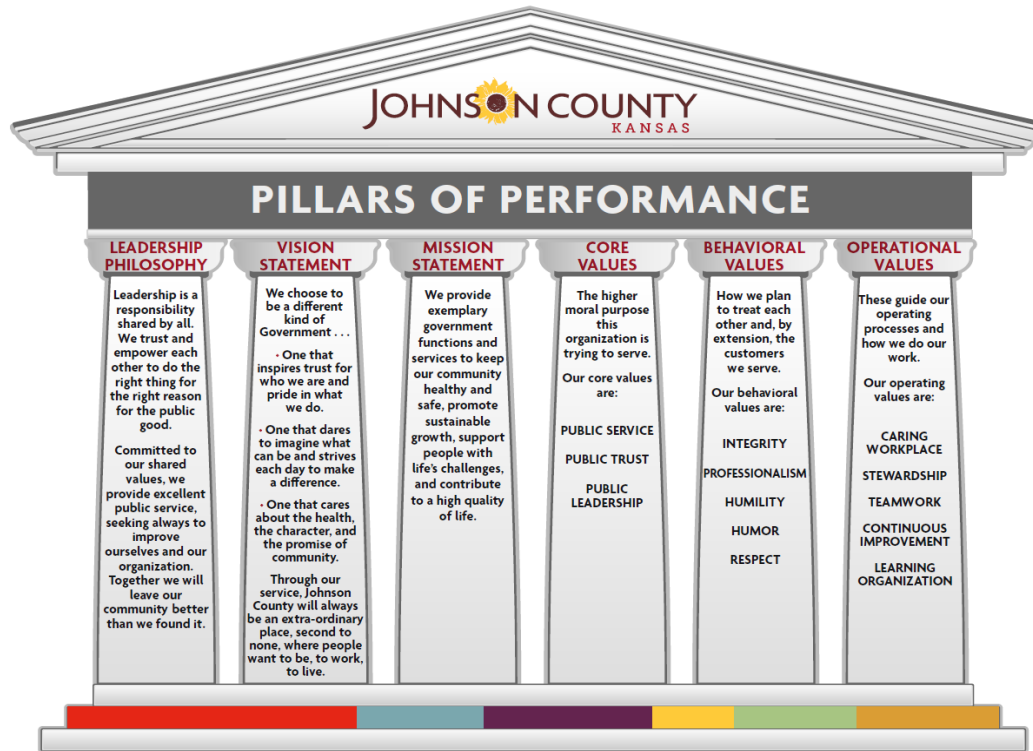 JOHNSON COUNTY
KANSAS
PILLARS OF PERFORMANCE
LEADERSHIP
PHILOSOPHY
Leadership is a
responsibility
shared by all.
We trust and
empower each
other to do the
right thing for
the right reason
for the public
good.
Committed to
our shared
values, we
provide excellent
public service,
seeking always to
improve
ourselves and our
organization.
Together we will
leave our
community better
than we found it.
VISION
STATEMENT
We choose to
be a different
kind of
Government . . .
• One that
inspires trust for
who we are and
pride in what
we do.
• One that dares
to imagine what
can be and strives
each day to make
a difference.
• One that cares
about the health,
the character, and
the promise of
community.
Through our
service, Johnson
County will always
be an extra-ordinary
place, second to
none, where people
want to be, to work,
to live.
MISSION
STATEMENT
We provide
exemplary
government
functions and
services to keep
our community
healthy and
safe, promote
sustainable
growth, support
people with
life's challenges,
and contribute
to a high quality
of life.
CORE
VALUES
The higher
moral purpose
this
organization is
trying to serve.
Our core values
are:
PUBLIC SERVICE
PUBLIC TRUST
PUBLIC
LEADERSHIP
BEHAVIORAL
VALUES
How we plan
to treat each
other and, by
extension, the
customers
we serve.
Our behavioral
values are:
INTEGRITY
PROFESSIONALISM
HUMILITY
HUMOR
RESPECT
OPERATIONAL
VALUES
These guide our
operating
processes and
how we do our
work.
Our operating
values are:
CARING
WORKPLACE
STEWARDSHIP
TEAMWORK
CONTINUOUS
IMPROVEMENT
LEARNING
ORGANIZATION